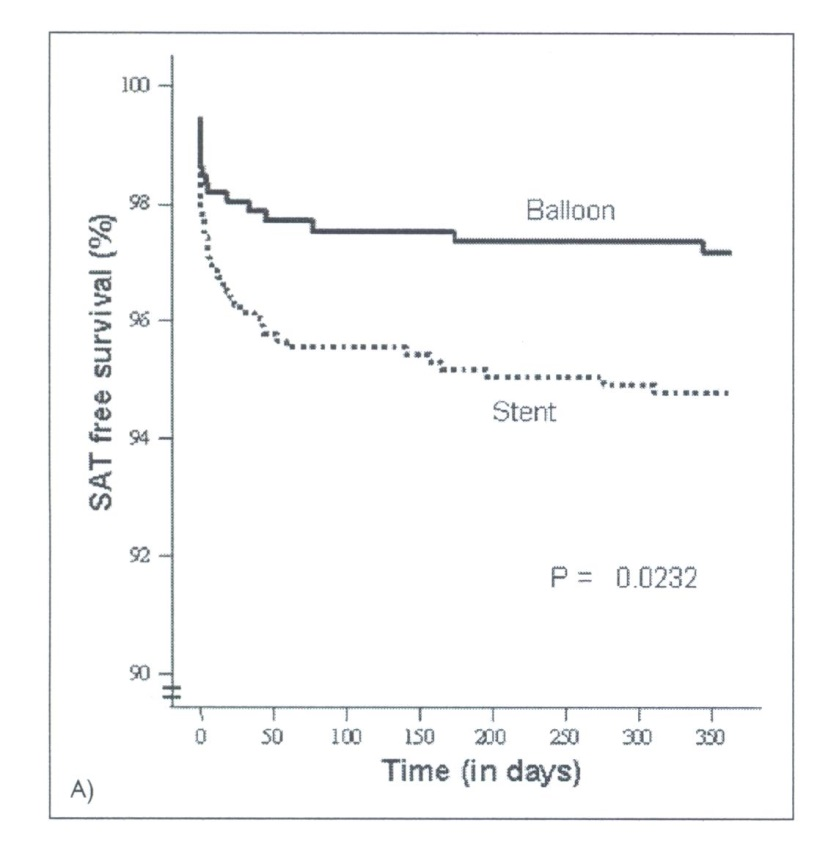 100
98
96
94
92
90
SAT free survival (%)
Balloon
Stent
P = 0.0232
0 50 100 150 200 250 300 350
Time (in days)
A)